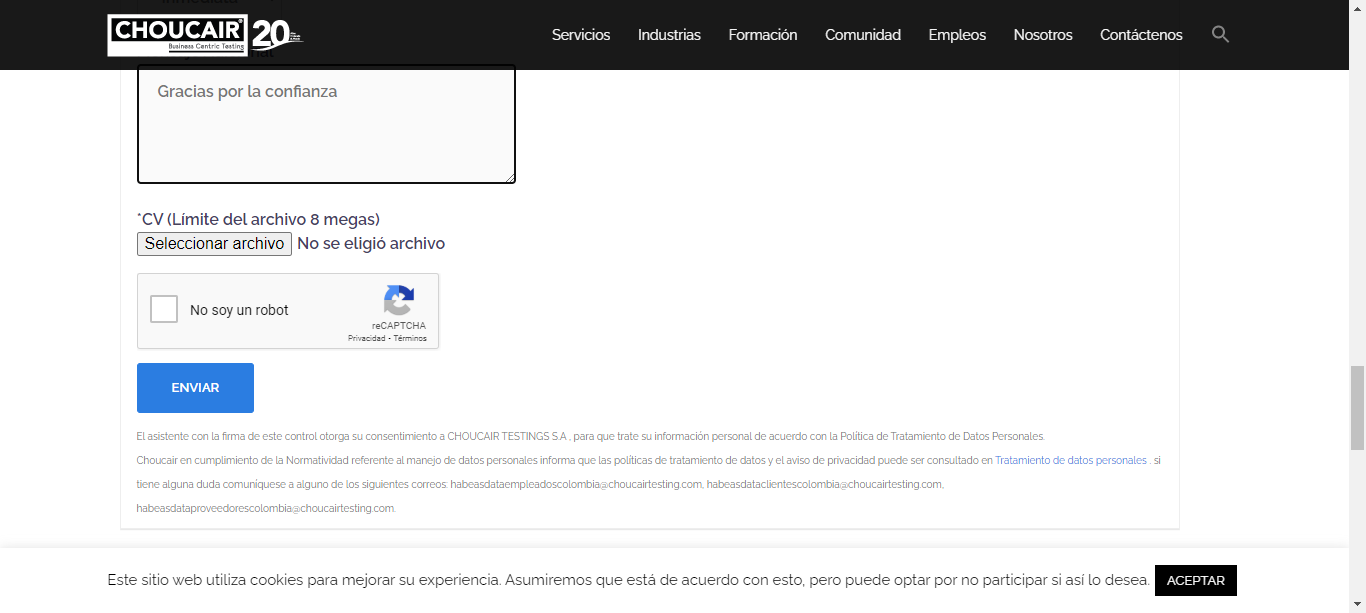 CHOUCAIR® 20
Business Centric Testing
Servicios Industrias Formación Comunidad Empleos Nosotros Contáctenos
Gracias por la confianza
*CV (Límite del archivo 8 megas)
Seleccionar archivo No se eligió archivo
No soy un robot
reCAPTCHA
Privacidad - Términos
ENVIAR
El asistente con la firma de este control otorga su consentimiento a CHOUCAIR TESTINGS S.A , para que trate su información personal de acuerdo con la Política de Tratamiento de Datos Personales.
Choucair en cumplimiento de la Normatividad referente al manejo de datos personales informa que las políticas de tratamiento de datos y el aviso de privacidad puede ser consultado en Tratamiento de datos personales . si
tiene alguna duda comuníquese a alguno de los siguientes correos: habeasdataempleadoscolombia@choucairtesting.com, habeasdataclientescolombia@choucairtesting.com,
habeasdataproveedorescolombia@choucairtesting.com.
Este sitio web utiliza cookies para mejorar su experiencia. Asumiremos que está de acuerdo con esto, pero puede optar por no participar si así lo desea. ACEPTAR